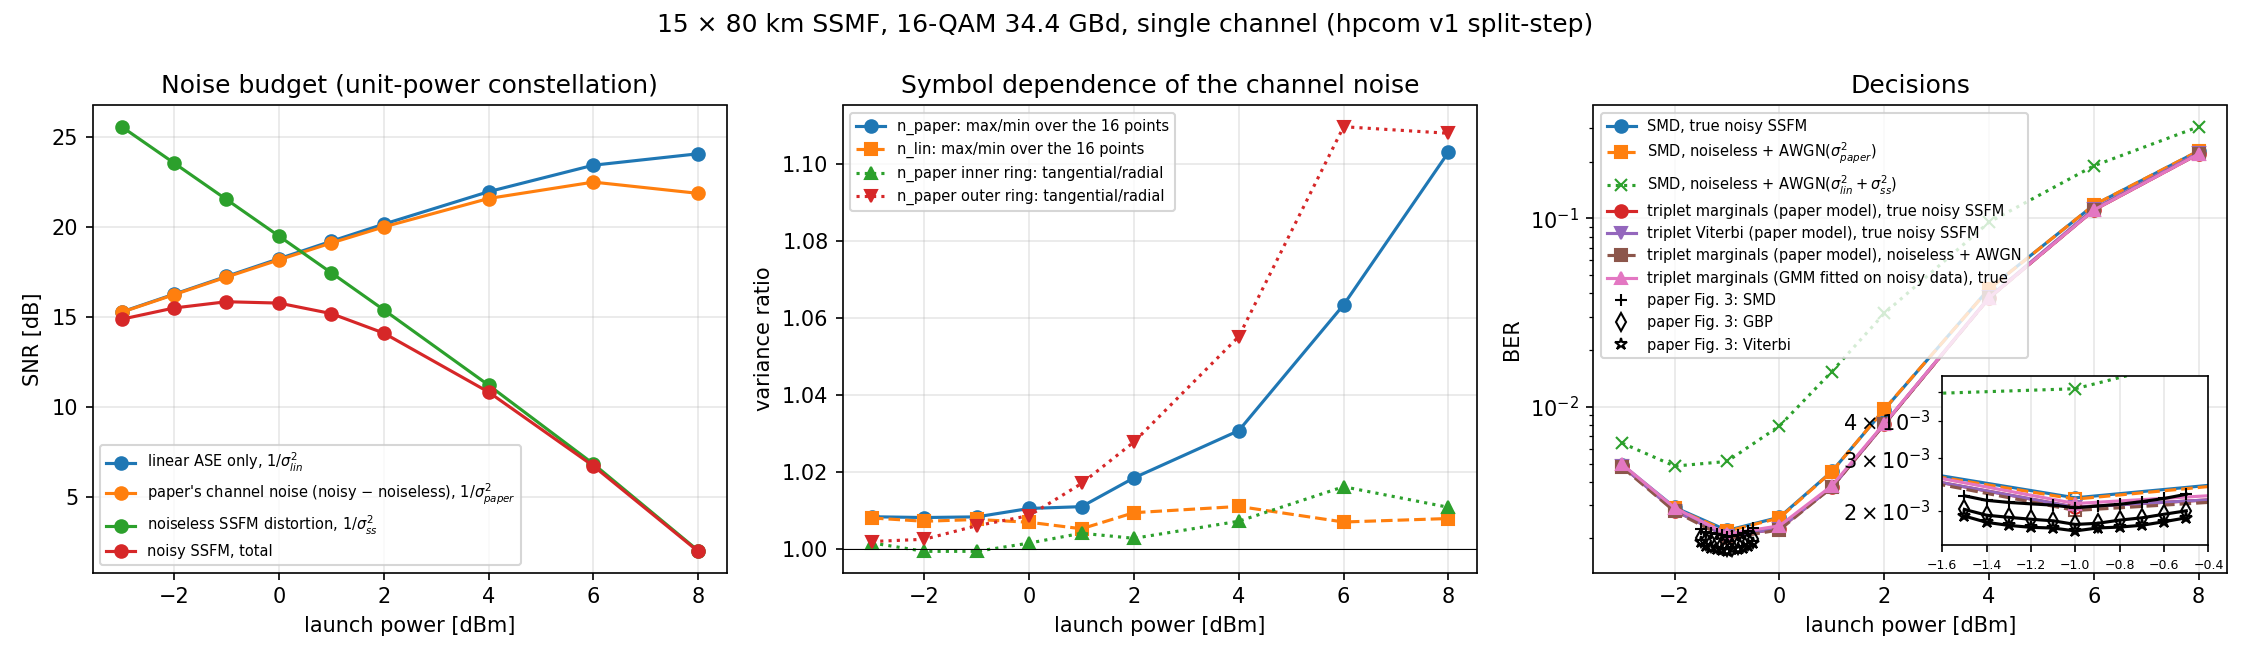 15 × 80 km SSMF, 16-QAM 34.4 GBd, single channel (hpcom v1 split-step)
Noise budget (unit-power constellation)
SNR [dB]
25
20
15
10
5
linear ASE only, 1/σ²_lin
paper's channel noise (noisy − noiseless), 1/σ²_paper
noiseless SSFM distortion, 1/σ²_ss
noisy SSFM, total
−2 0 2 4 6 8
launch power [dBm]
Symbol dependence of the channel noise
variance ratio
n_paper: max/min over the 16 points
n_lin: max/min over the 16 points
n_paper inner ring: tangential/radial
n_paper outer ring: tangential/radial
1.10
1.08
1.06
1.04
1.02
1.00
−2 0 2 4 6 8
launch power [dBm]
Decisions
BER
SMD, true noisy SSFM
SMD, noiseless + AWGN(σ²_paper)
SMD, noiseless + AWGN(σ²_lin + σ²_ss)
triplet marginals (paper model), true noisy SSFM
triplet Viterbi (paper model), true noisy SSFM
triplet marginals (paper model), noiseless + AWGN
triplet marginals (GMM fitted on noisy data), true
paper Fig. 3: SMD
paper Fig. 3: GBP
paper Fig. 3: Viterbi
10⁻¹
10⁻²
4 × 10⁻³
3 × 10⁻³
2 × 10⁻³
−1.6 −1.4 −1.2 −1.0 −0.8 −0.6 −0.4
−2 0 2 4 6 8
launch power [dBm]